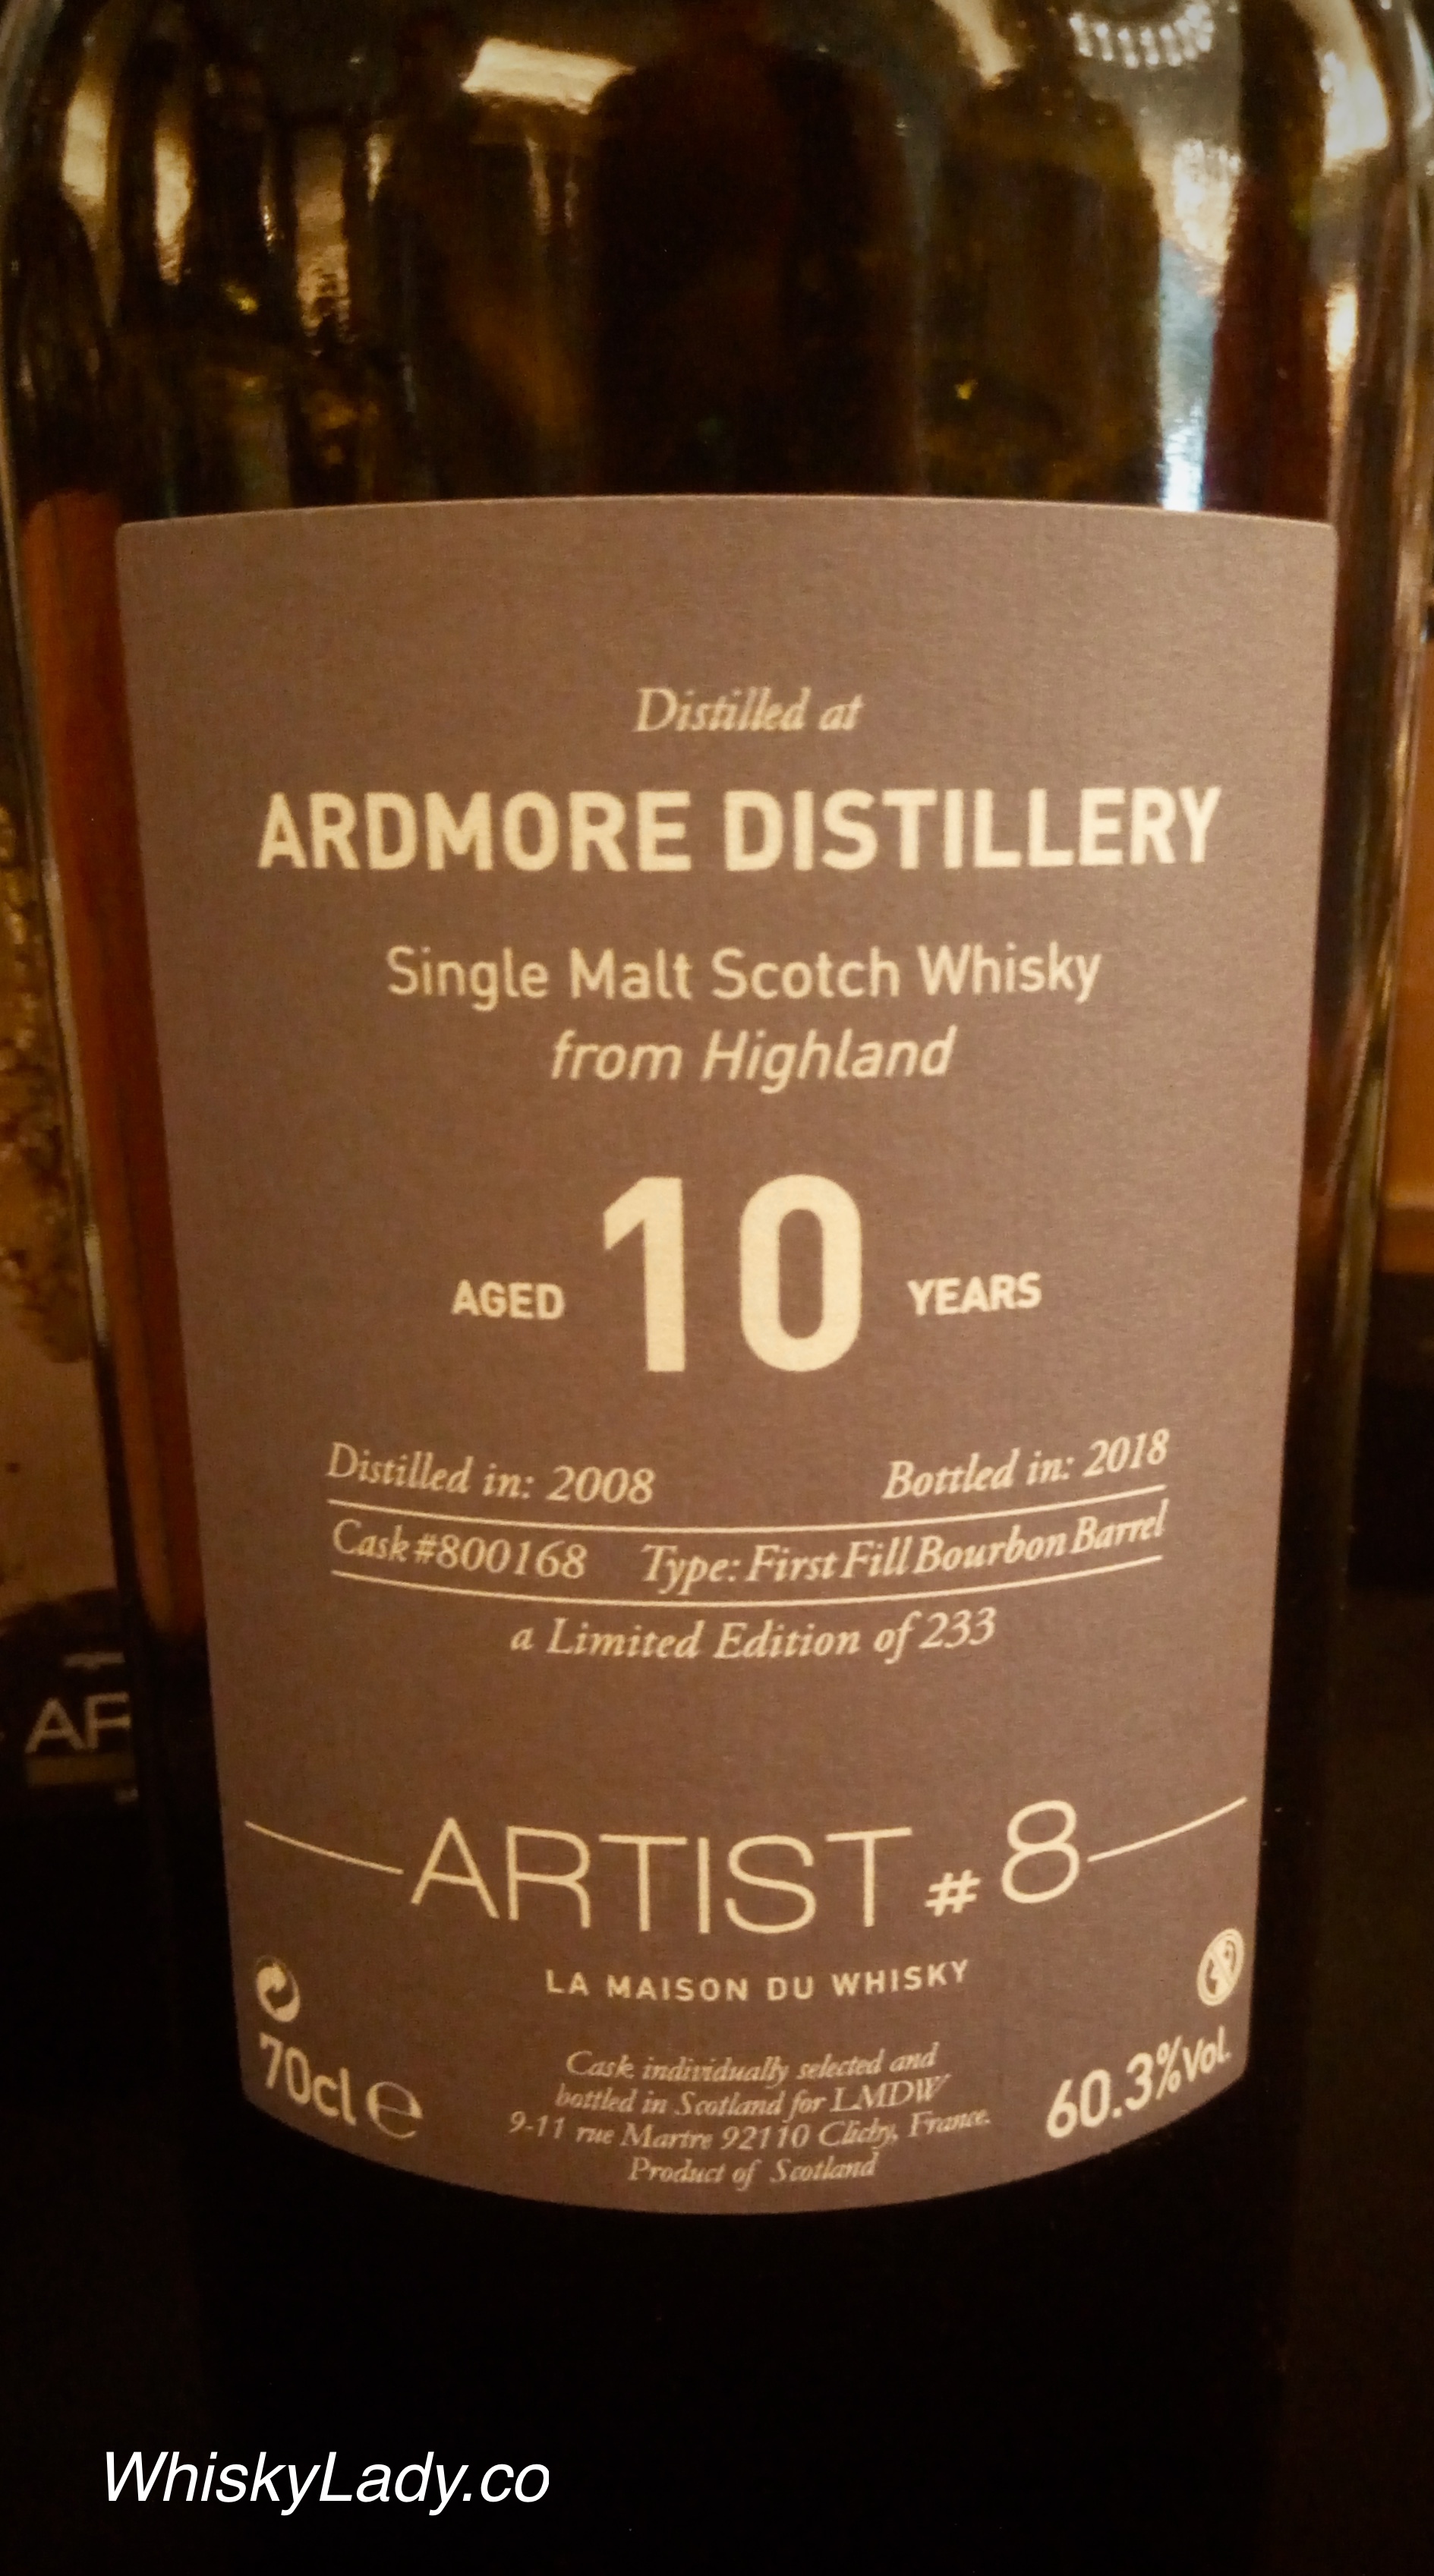 Distilled at
ARDMORE DISTILLERY
Single Malt Scotch Whisky
from Highland
AGED 10 YEARS
Distilled in: 2008 Bottled in: 2018
Cask #800168 Type: First Fill Bourbon Barrel
a Limited Edition of 233
AR
ARTIST #8
LA MAISON DU WHISKY
70cl e
Cask individually selected and
bottled in Scotland for LMDW
9-11 rue Martre 92110 Clichy, France.
Product of Scotland
60.3%Vol.
WhiskyLady.co